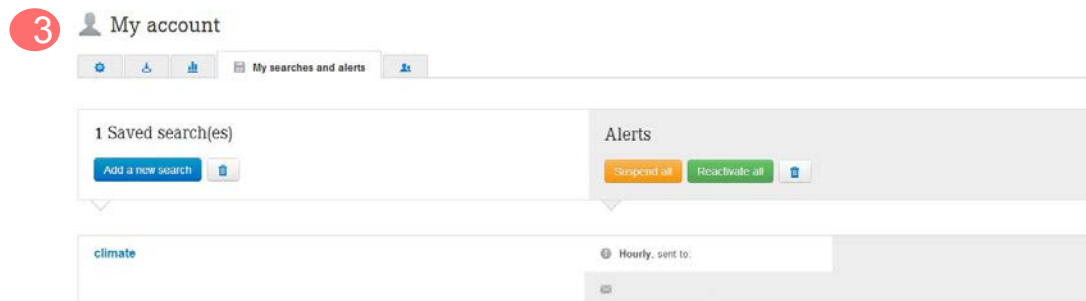 3
My account
My searches and alerts
1 Saved search(es)
Add a new search
Alerts
Suspend all
Reactivate all
climate
Hourly, sent to: